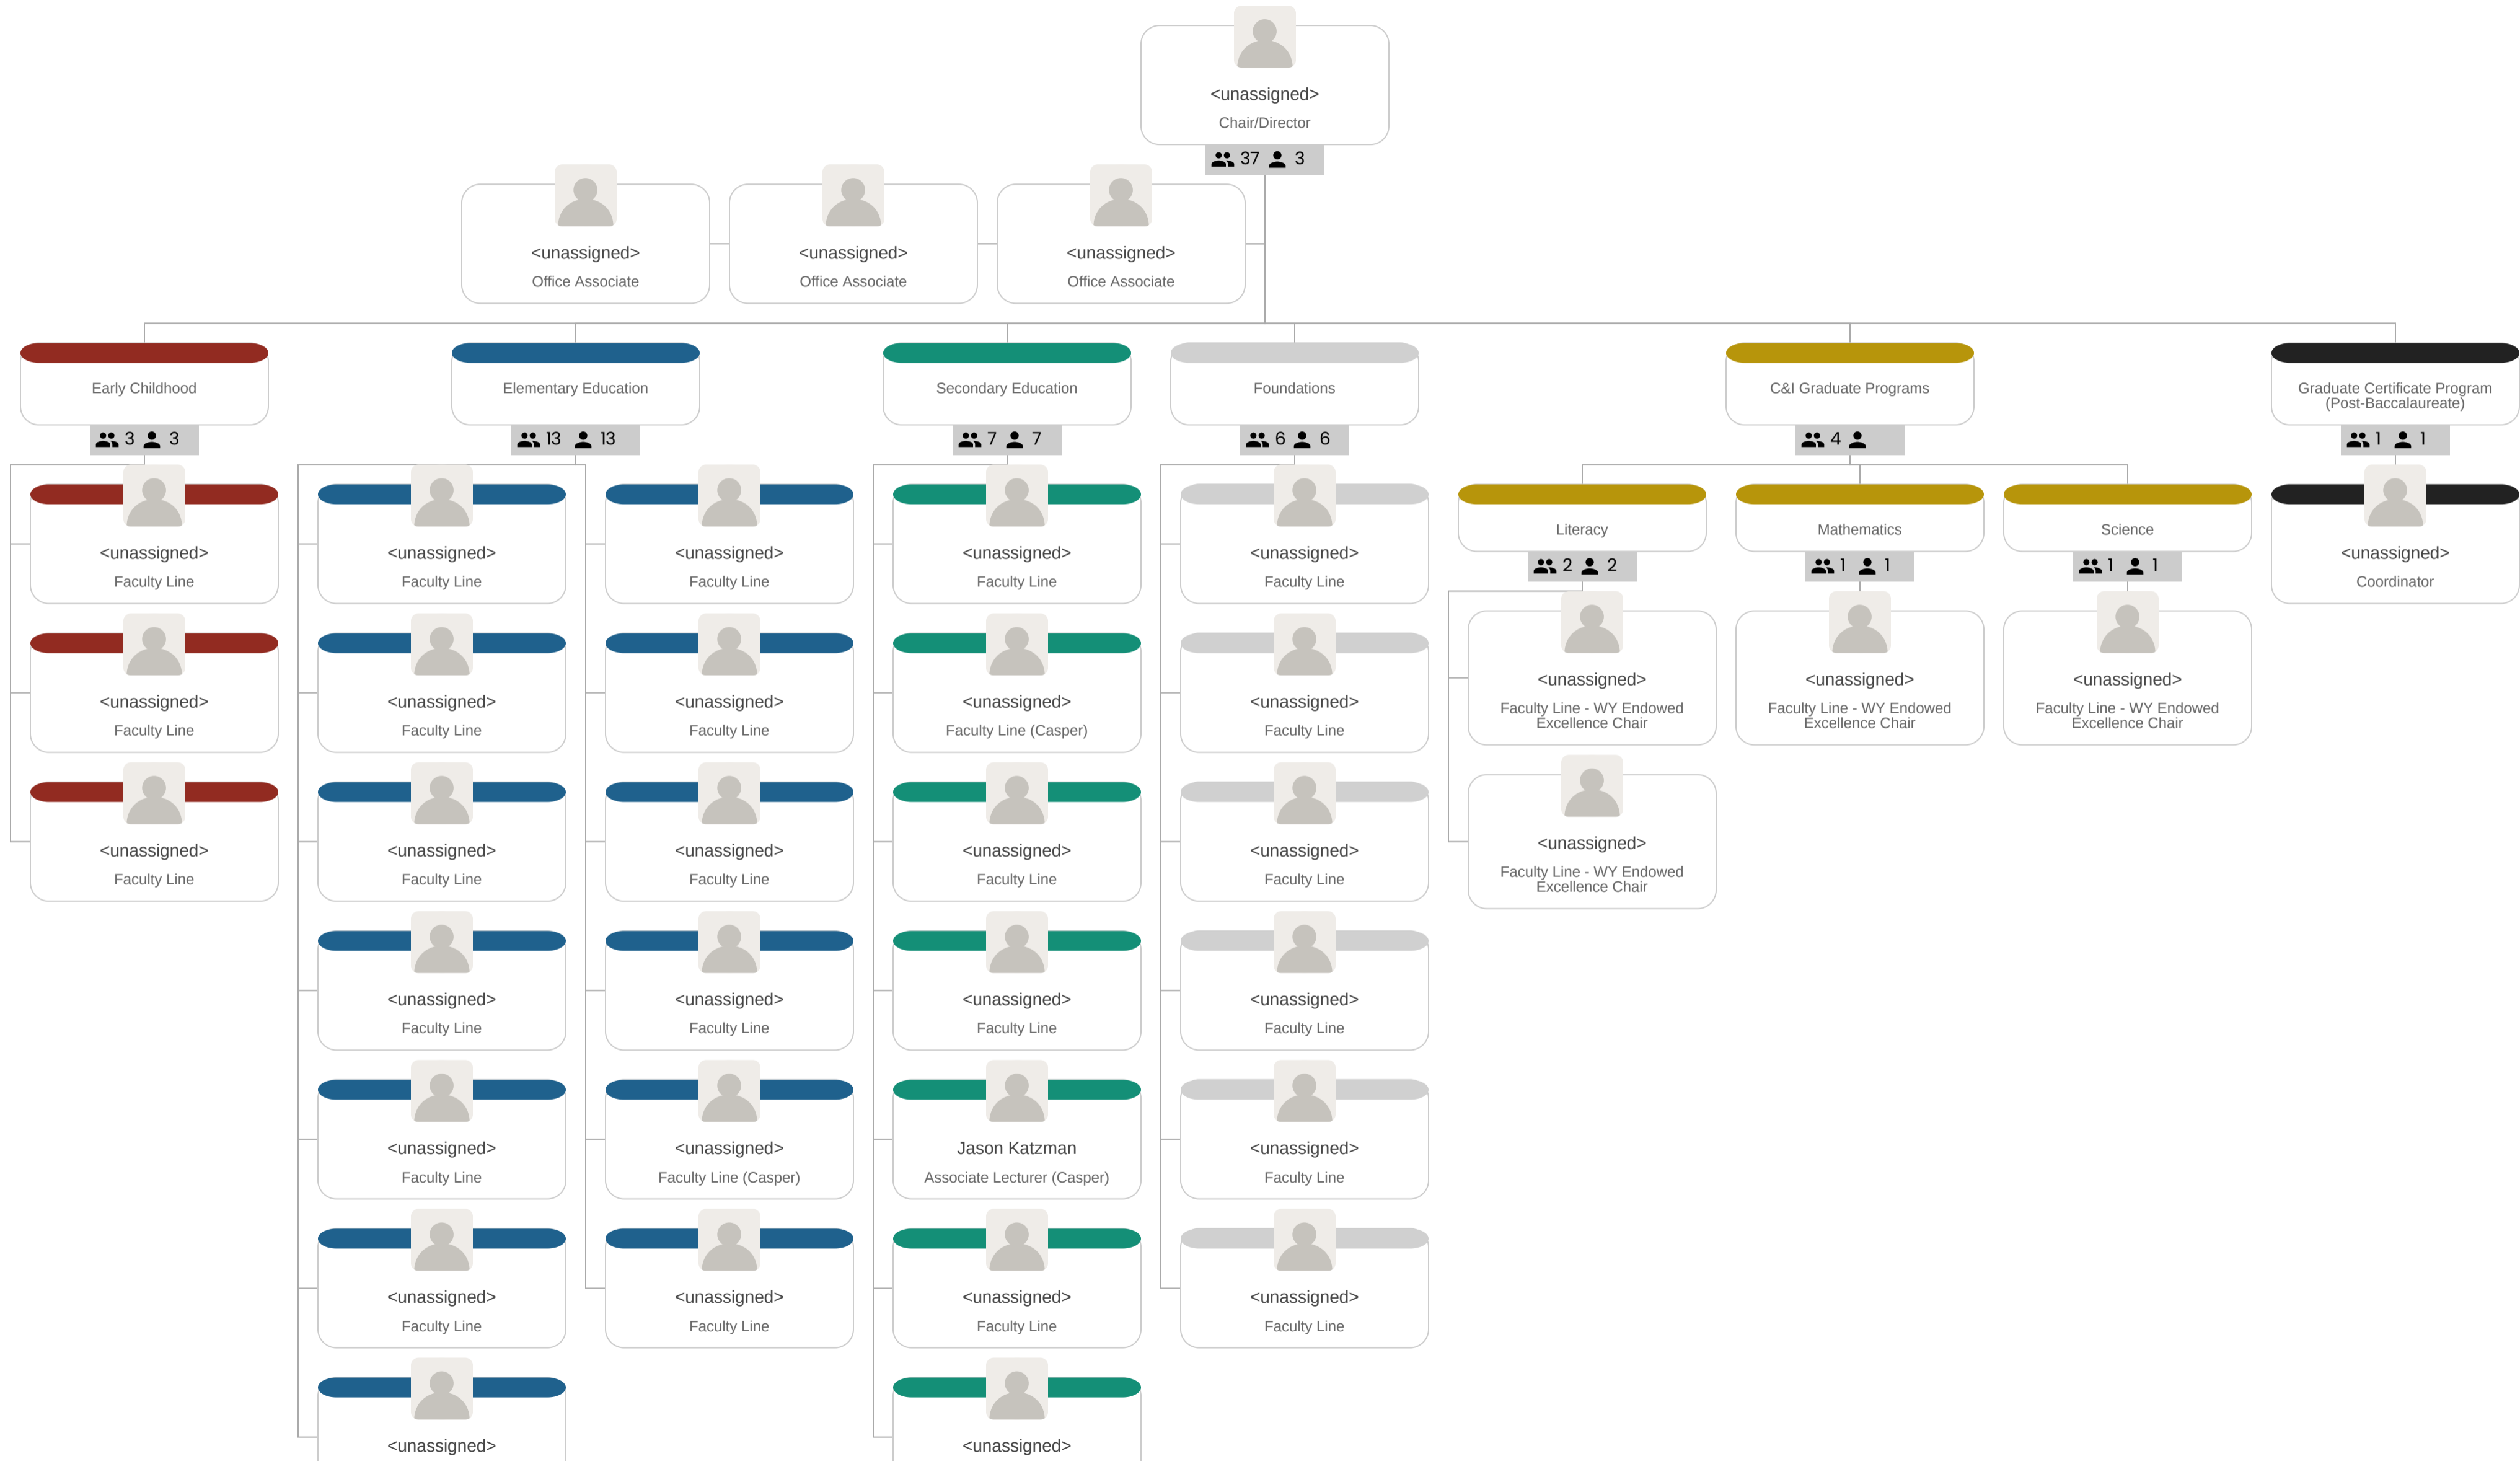 <unassigned>
Chair/Director
37 3
<unassigned>
Office Associate
<unassigned>
Office Associate
<unassigned>
Office Associate
Early Childhood
3 3
<unassigned>
Faculty Line
<unassigned>
Faculty Line
<unassigned>
Faculty Line
Elementary Education
13 13
<unassigned>
Faculty Line
<unassigned>
Faculty Line
<unassigned>
Faculty Line
<unassigned>
Faculty Line
<unassigned>
Faculty Line
<unassigned>
Faculty Line
<unassigned>
<unassigned>
Faculty Line
<unassigned>
Faculty Line
<unassigned>
Faculty Line
<unassigned>
Faculty Line
<unassigned>
Faculty Line (Casper)
<unassigned>
Faculty Line
Secondary Education
7 7
<unassigned>
Faculty Line
<unassigned>
Faculty Line (Casper)
<unassigned>
Faculty Line
<unassigned>
Faculty Line
Jason Katzman
Associate Lecturer (Casper)
<unassigned>
Faculty Line
<unassigned>
Foundations
6 6
<unassigned>
Faculty Line
<unassigned>
Faculty Line
<unassigned>
Faculty Line
<unassigned>
Faculty Line
<unassigned>
Faculty Line
<unassigned>
Faculty Line
C&I Graduate Programs
4
Literacy
2 2
<unassigned>
Faculty Line - WY Endowed
Excellence Chair
<unassigned>
Faculty Line - WY Endowed
Excellence Chair
Mathematics
1 1
<unassigned>
Faculty Line - WY Endowed
Excellence Chair
Science
1 1
<unassigned>
Faculty Line - WY Endowed
Excellence Chair
Graduate Certificate Program
(Post-Baccalaureate)
1 1
<unassigned>
Coordinator